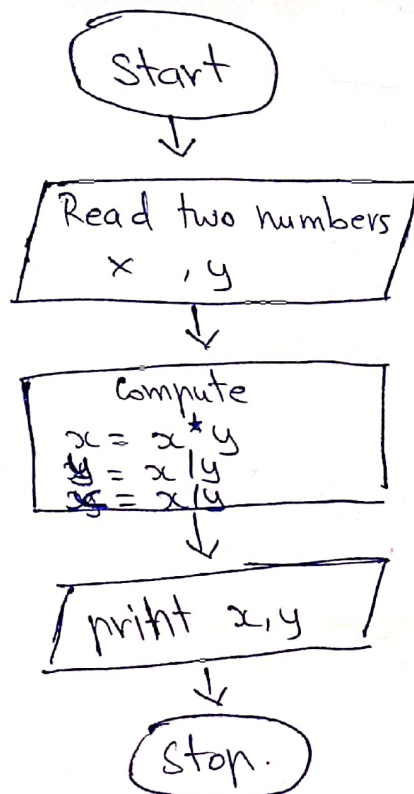 Start
Read two numbers
x , y
Compute
x = x * y
y = x / y
x = x / y
print x, y
Stop.